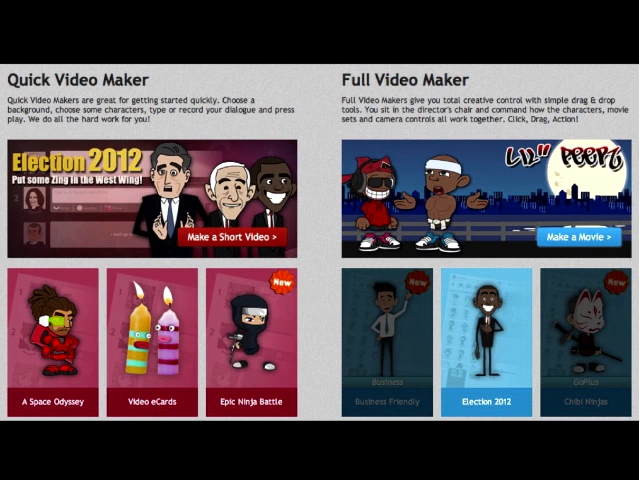 Quick Video Maker
Quick Video Makers are great for getting started quickly. Choose a
background, choose some characters, type or record your dialogue and press
play. We do all the hard work for you!
Election 2012
Put some Zing in the West Wing!
Make a Short Video >
New
A Space Odyssey
Video eCards
Epic Ninja Battle
Full Video Maker
Full Video Makers give you total creative control with simple drag & drop
tools. You sit in the director's chair and command how the characters, movie
sets and camera controls all work together. Click, Drag, Action!
LIL" PEEPZ
Make a Movie >
New
New
Business
GoPlus
Business Friendly
Election 2012
Chibi Ninjas